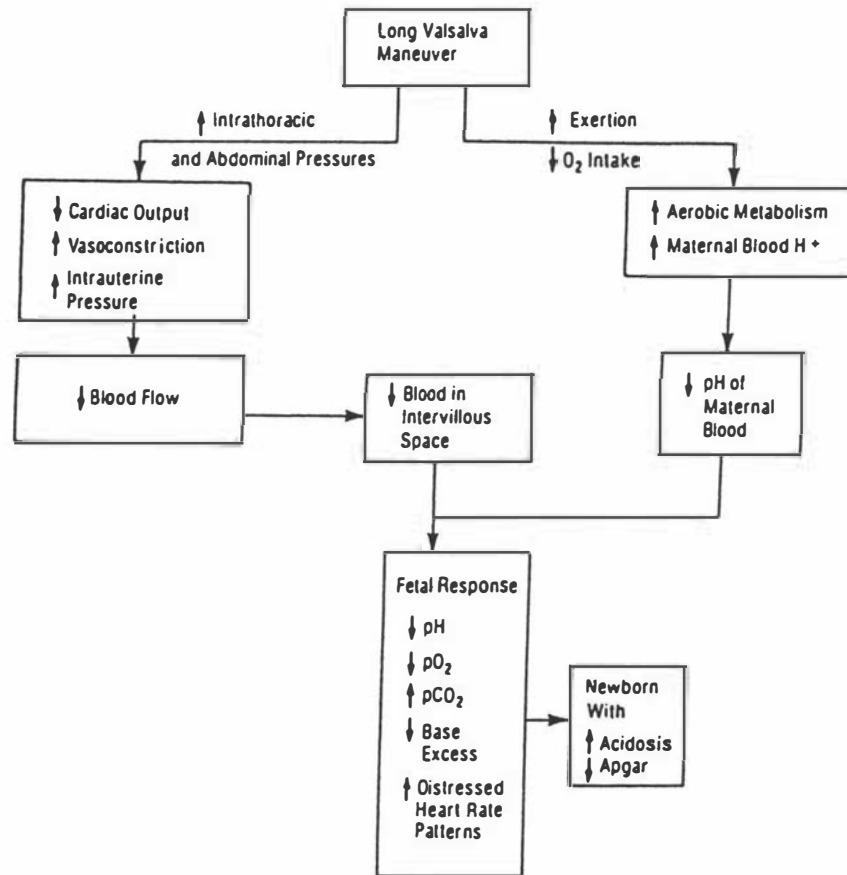 Long Valsalva
Maneuver
↑ Intrathoracic
and Abdominal Pressures
↑ Exertion
↓ O₂ Intake
↓ Cardiac Output
↑ Vasoconstriction
↑ Intrauterine
Pressure
↑ Aerobic Metabolism
↑ Maternal Blood H⁺
↓ Blood Flow
↓ Blood in
Intervillous
Space
↓ pH of
Maternal
Blood
Fetal Response
↓ pH
↓ pO₂
↑ pCO₂
↓ Base
Excess
↑ Distressed
Heart Rate
Patterns
Newborn
With
↑ Acidosis
↓ Apgar